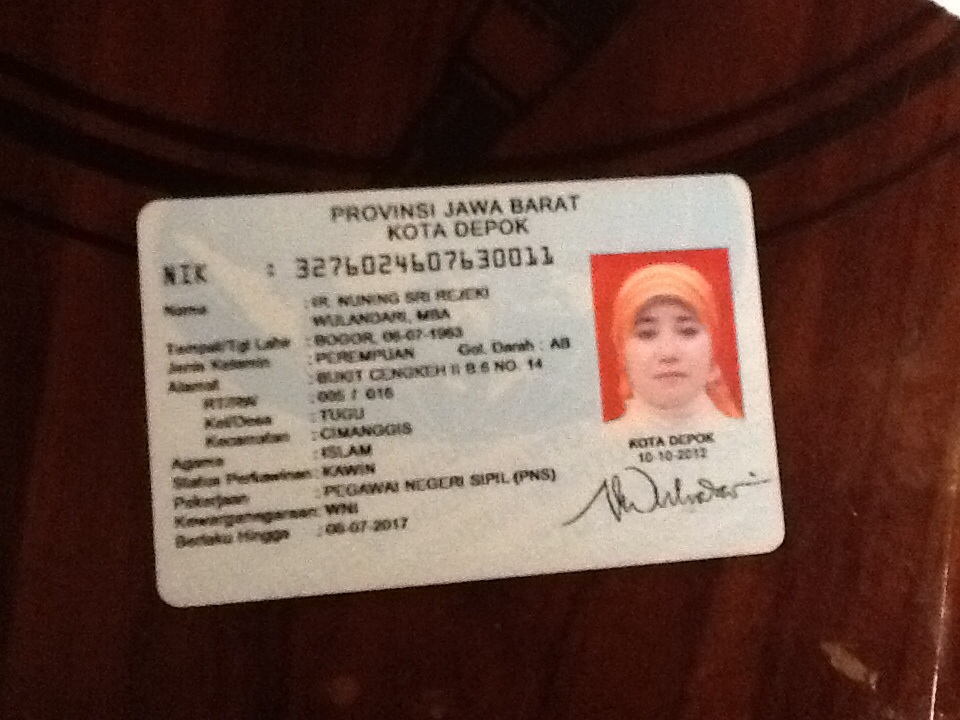 PROVINSI JAWA BARAT
KOTA DEPOK
NIK : 3276024607630011
Nama : IR. NUNING SRI REJEKI
WULANDARI, MBA
Tempat/Tgl Lahir : BOGOR, 06-07-1963
Jenis Kelamin : PEREMPUAN Gol. Darah : AB
Alamat : BUKIT CENGKEH II B.6 NO. 14
RT/RW : 005 / 016
Kel/Desa : TUGU
Kecamatan : CIMANGGIS
Agama : ISLAM
Status Perkawinan: KAWIN
Pekerjaan : PEGAWAI NEGERI SIPIL (PNS)
Kewarganegaraan: WNI
Berlaku Hingga : 06-07-2017
KOTA DEPOK
10-10-2012